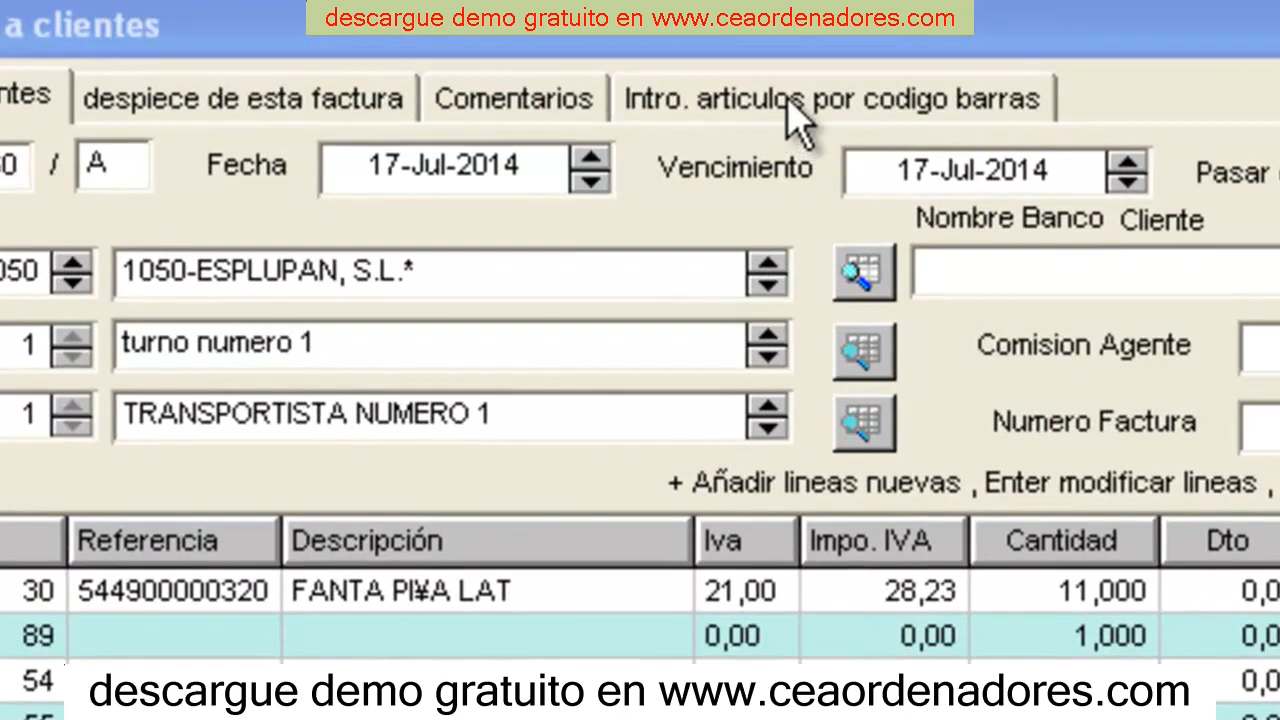 descargue demo gratuito en www.ceaordenadores.com
a clientes
despiece de esta factura Comentarios Intro. articulos por codigo barras
/ A Fecha 17-Jul-2014 Vencimiento 17-Jul-2014 Pasar
Nombre Banco Cliente
1050-ESPLUPAN, S.L.*
1 turno numero 1 Comision Agente
1 TRANSPORTISTA NUMERO 1 Numero Factura
+ Añadir lineas nuevas , Enter modificar lineas ,
Referencia Descripción Iva Impo. IVA Cantidad Dto
30 544900000320 FANTA PI¥A LAT 21,00 28,23 11,000 0,0
89 0,00 0,00 1,000 0,0
54 0,0
descargue demo gratuito en www.ceaordenadores.com